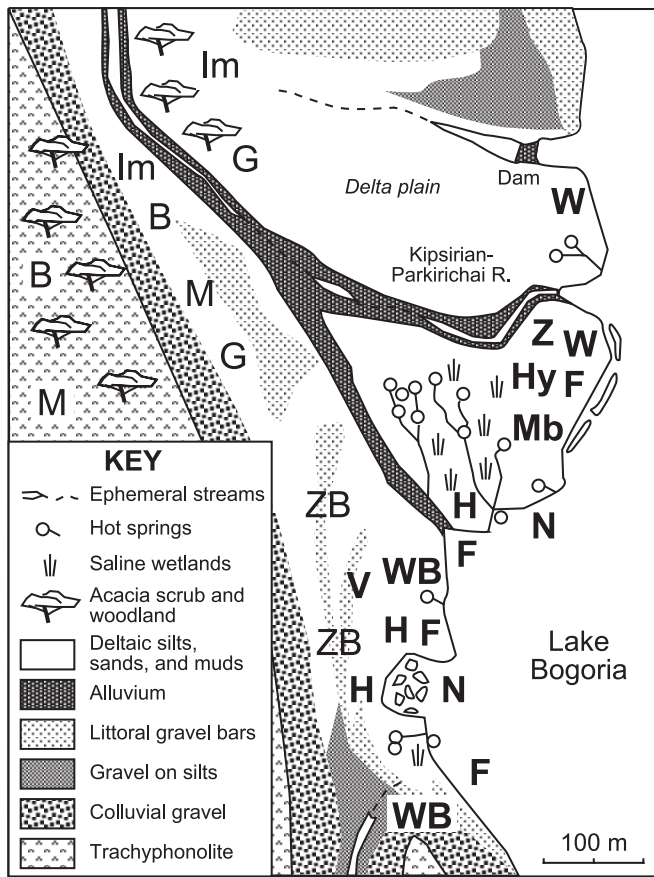 Im
G
Im
B
Delta plain
Dam
W
Kipsirian-
Parkirichai R.
B
M
G
Z
W
Hy
F
M
Mb
KEY
Ephemeral streams
Hot springs
Saline wetlands
Acacia scrub and
woodland
Deltaic silts,
sands, and muds
Alluvium
Littoral gravel bars
Gravel on silts
Colluvial gravel
Trachyphonolite
ZB
H
N
F
V
WB
ZB
H
F
Lake
Bogoria
H
N
F
WB
100 m